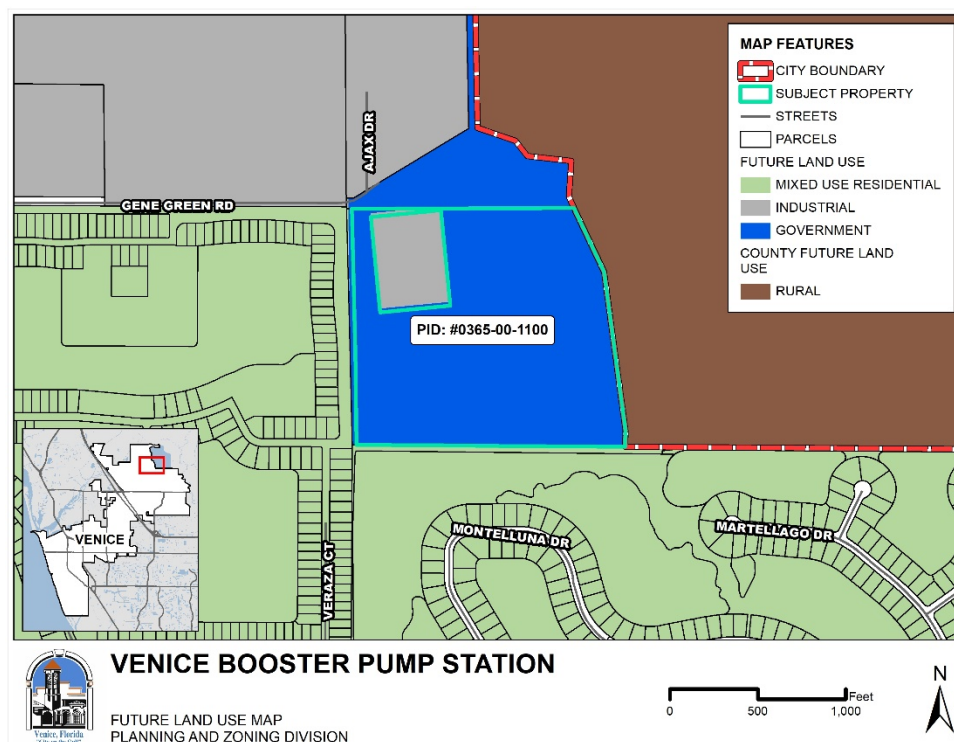 MAP FEATURES
CITY BOUNDARY
SUBJECT PROPERTY
STREETS
PARCELS
FUTURE LAND USE
MIXED USE RESIDENTIAL
INDUSTRIAL
GOVERNMENT
COUNTY FUTURE LAND
USE
RURAL
AJAX DR
GENE GREEN RD
PID: #0365-00-1100
VENICE
VERAZA CT
MONTELLUNA DR
MARTELLAGO DR
VENICE BOOSTER PUMP STATION
FUTURE LAND USE MAP
PLANNING AND ZONING DIVISION
Venice, Florida
Feet
0 500 1,000
N